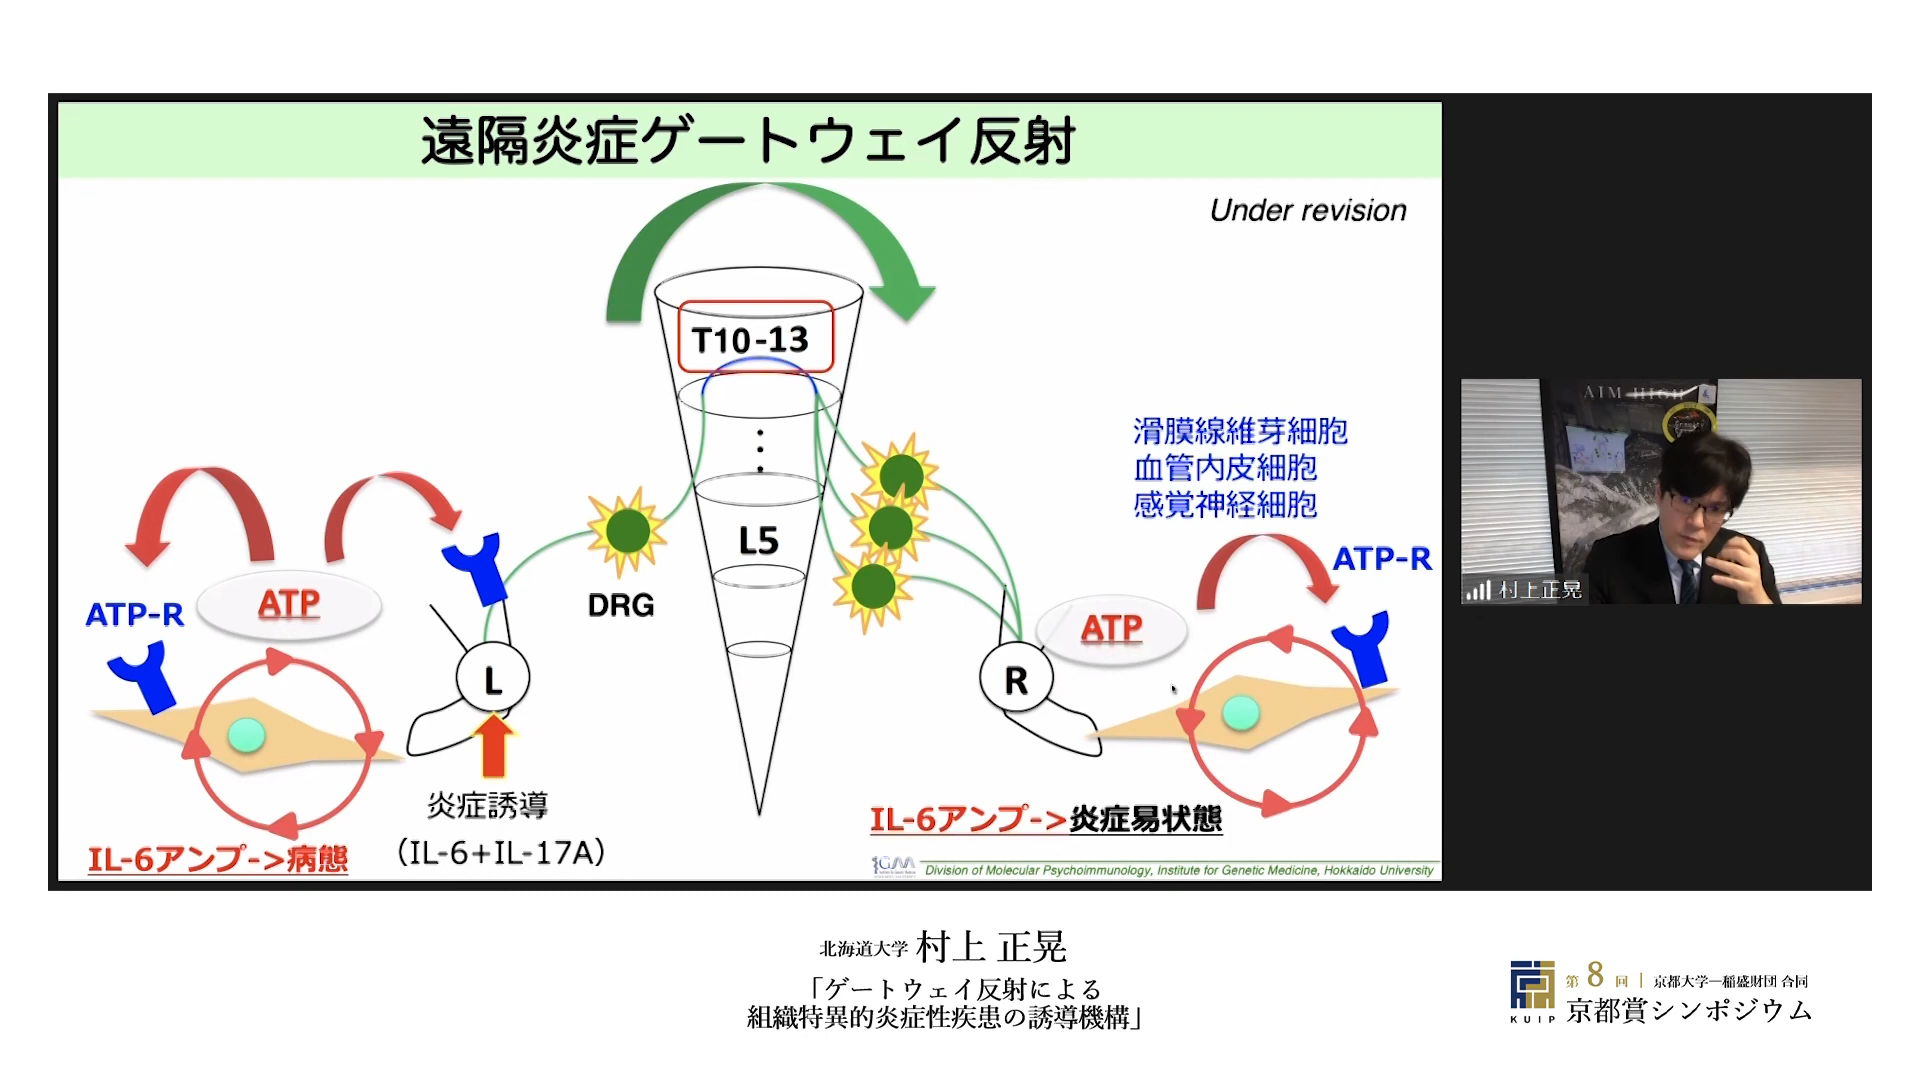 遠隔炎症ゲートウェイ反射
Under revision
T10-13
滑膜線維芽細胞
血管内皮細胞
感覚神経細胞
L5
ATP-R
DRG
ATP-R
ATP
ATP
L
R
炎症誘導
(IL-6+IL-17A)
IL-6アンプ->病態
IL-6アンプ->炎症易状態
IGM
Division of Molecular Psychoimmunology, Institute for Genetic Medicine, Hokkaido University
AIM HIGH
村上正晃
北海道大学 村上 正晃
「ゲートウェイ反射による
組織特異的炎症性疾患の誘導機構」
KUIP
第8回 | 京都大学―稲盛財団 合同
京都賞シンポジウム